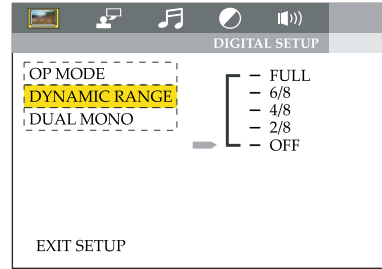 DIGITAL SETUP
OP MODE
DYNAMIC RANGE
DUAL MONO
FULL
6/8
4/8
2/8
OFF
EXIT SETUP